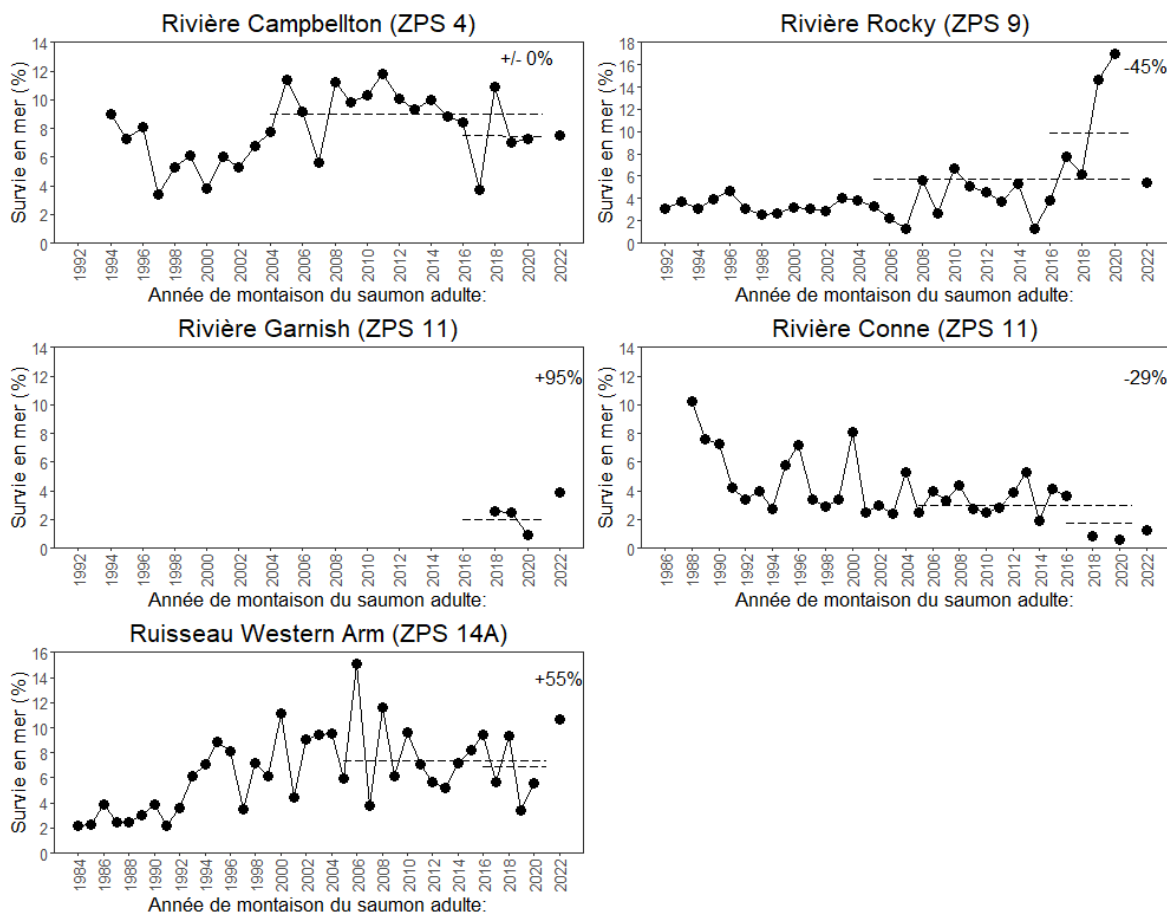 Rivière Campbellton (ZPS 4)
+/- 0%
Survie en mer (%)
14
12
10
8
6
4
2
0
1992 1994 1996 1998 2000 2002 2004 2006 2008 2010 2012 2014 2016 2018 2020 2022
Année de montaison du saumon adulte:
Rivière Rocky (ZPS 9)
-45%
Survie en mer (%)
18
16
14
12
10
8
6
4
2
0
1992 1994 1996 1998 2000 2002 2004 2006 2008 2010 2012 2014 2016 2018 2020 2022
Année de montaison du saumon adulte:
Rivière Garnish (ZPS 11)
+95%
Survie en mer (%)
14
12
10
8
6
4
2
0
1992 1994 1996 1998 2000 2002 2004 2006 2008 2010 2012 2014 2016 2018 2020 2022
Année de montaison du saumon adulte:
Rivière Conne (ZPS 11)
-29%
Survie en mer (%)
14
12
10
8
6
4
2
0
1986 1988 1990 1992 1994 1996 1998 2000 2002 2004 2006 2008 2010 2012 2014 2016 2018 2020 2022
Année de montaison du saumon adulte:
Ruisseau Western Arm (ZPS 14A)
+55%
Survie en mer (%)
16
14
12
10
8
6
4
2
0
1984 1986 1988 1990 1992 1994 1996 1998 2000 2002 2004 2006 2008 2010 2012 2014 2016 2018 2020 2022
Année de montaison du saumon adulte: